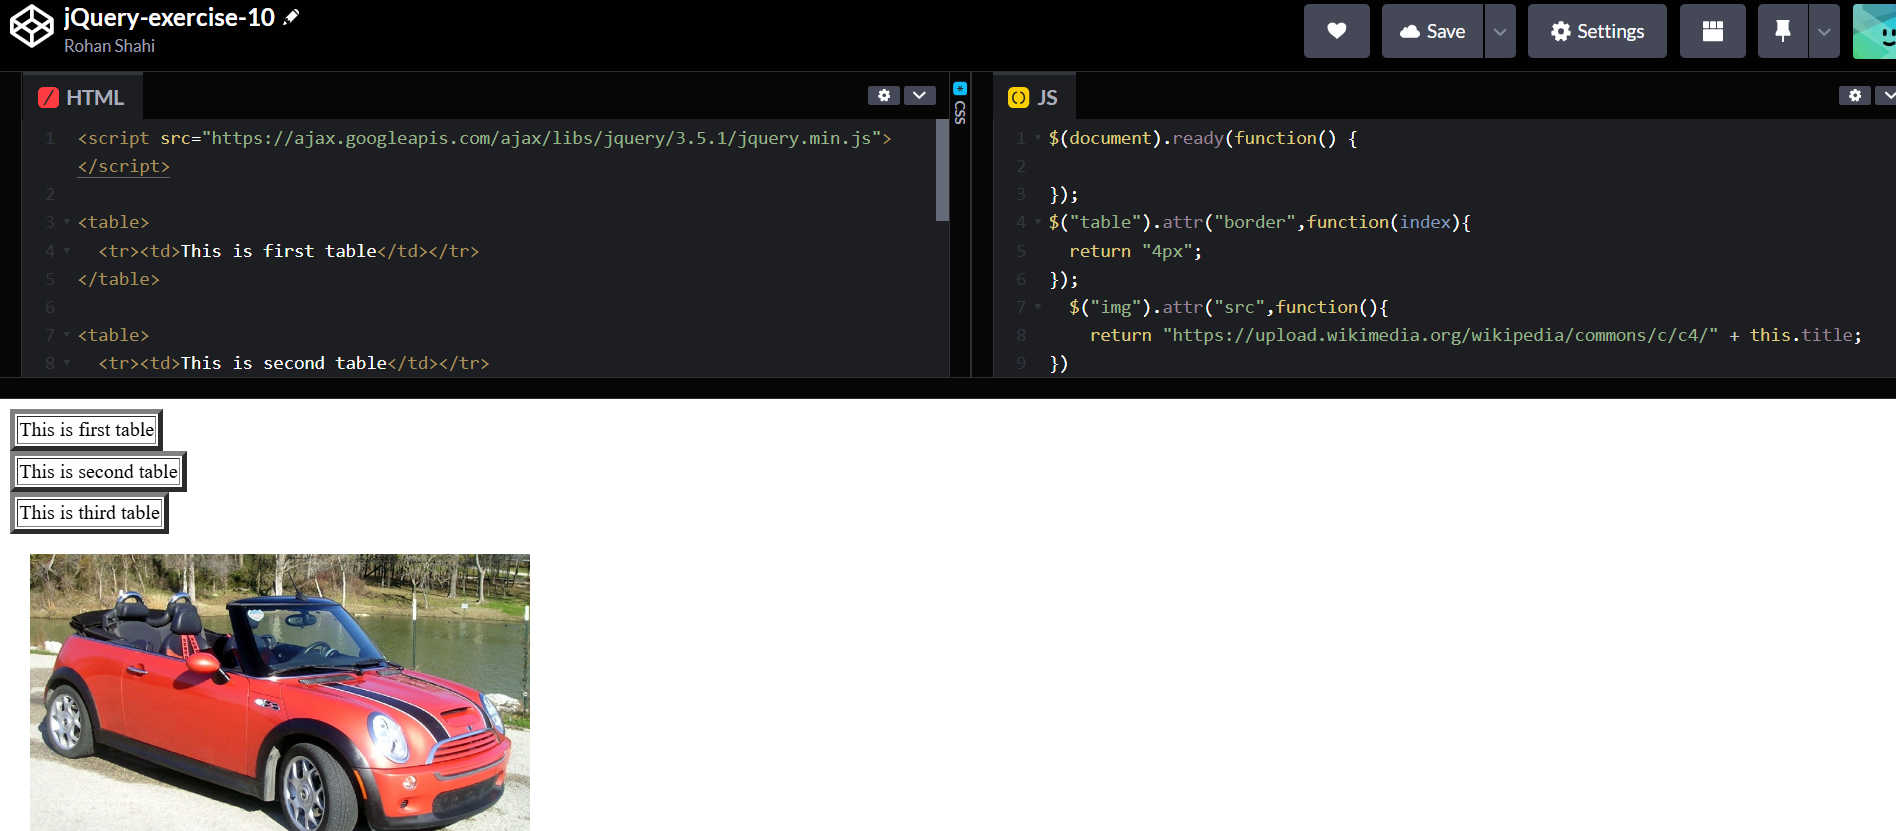 jQuery-exercise-10
Rohan Shahi
Save
Settings
HTML
CSS
JS
1 <script src="https://ajax.googleapis.com/ajax/libs/jquery/3.5.1/jquery.min.js">
</script>
2
3 <table>
4 <tr><td>This is first table</td></tr>
5 </table>
6
7 <table>
8 <tr><td>This is second table</td></tr>
1 $(document).ready(function() {
2
3 });
4 $("table").attr("border",function(index){
5 return "4px";
6 });
7 $("img").attr("src",function(){
8 return "https://upload.wikimedia.org/wikipedia/commons/c/c4/" + this.title;
9 })
This is first table
This is second table
This is third table